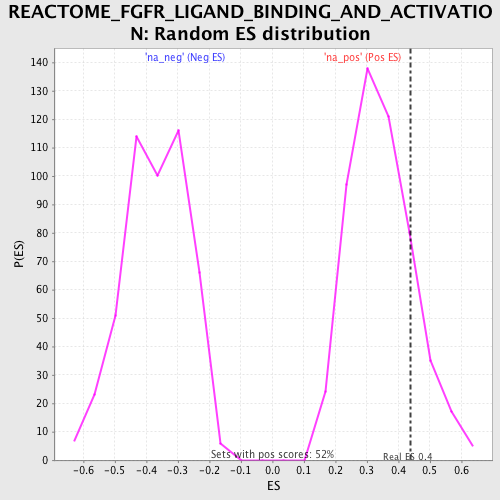 REACTOME_FGFR_LIGAND_BINDING_AND_ACTIVATIO
N: Random ES distribution
'na_neg' (Neg ES)
'na_pos' (Pos ES)
140
130
120
110
100
90
80
70
60
50
40
30
20
10
0
P(ES)
Sets with pos scores: 52%
Real ES 0.4
-0.6 -0.5 -0.4 -0.3 -0.2 -0.1 0.0 0.1 0.2 0.3 0.4 0.5 0.6
ES